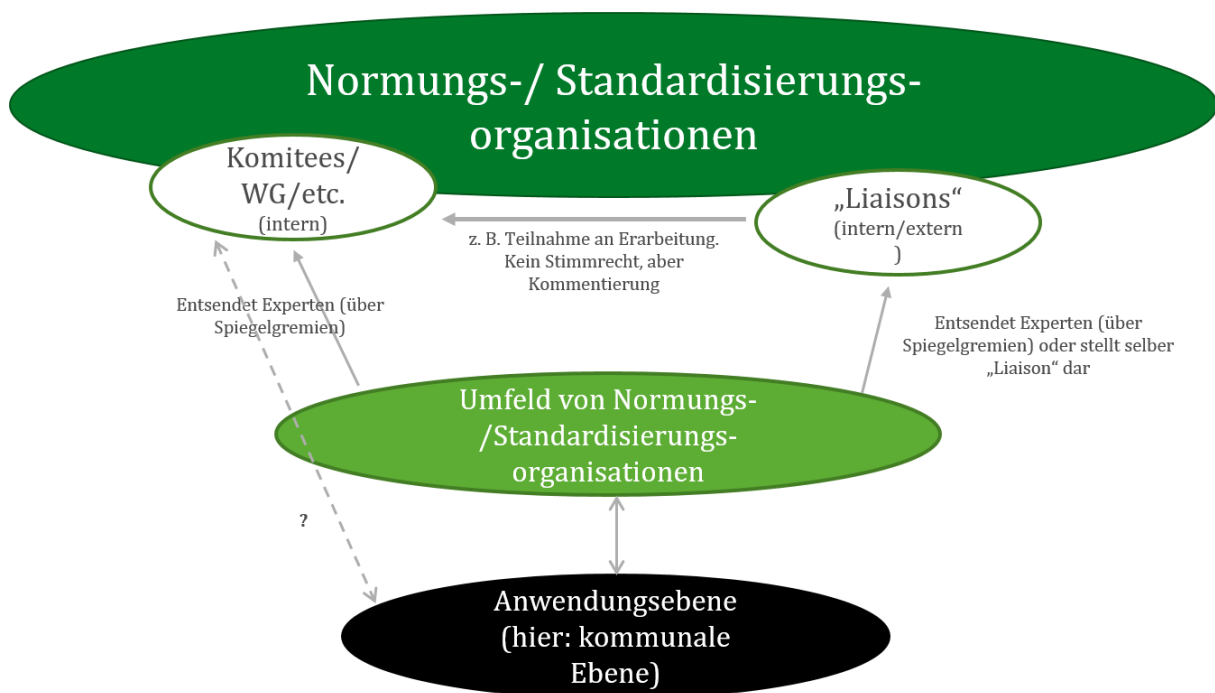 Normungs-/ Standardisierungs-
organisationen
Komitees/
WG/etc.
(intern)
„Liaisons“
(intern/extern
)
z. B. Teilnahme an Erarbeitung.
Kein Stimmrecht, aber
Kommentierung
Entsendet Experten (über
Spiegelgremien)
Entsendet Experten (über
Spiegelgremien) oder stellt selber
„Liaison“ dar
Umfeld von Normungs-
/Standardisierungs-
organisationen
?
Anwendungsebene
(hier: kommunale
Ebene)